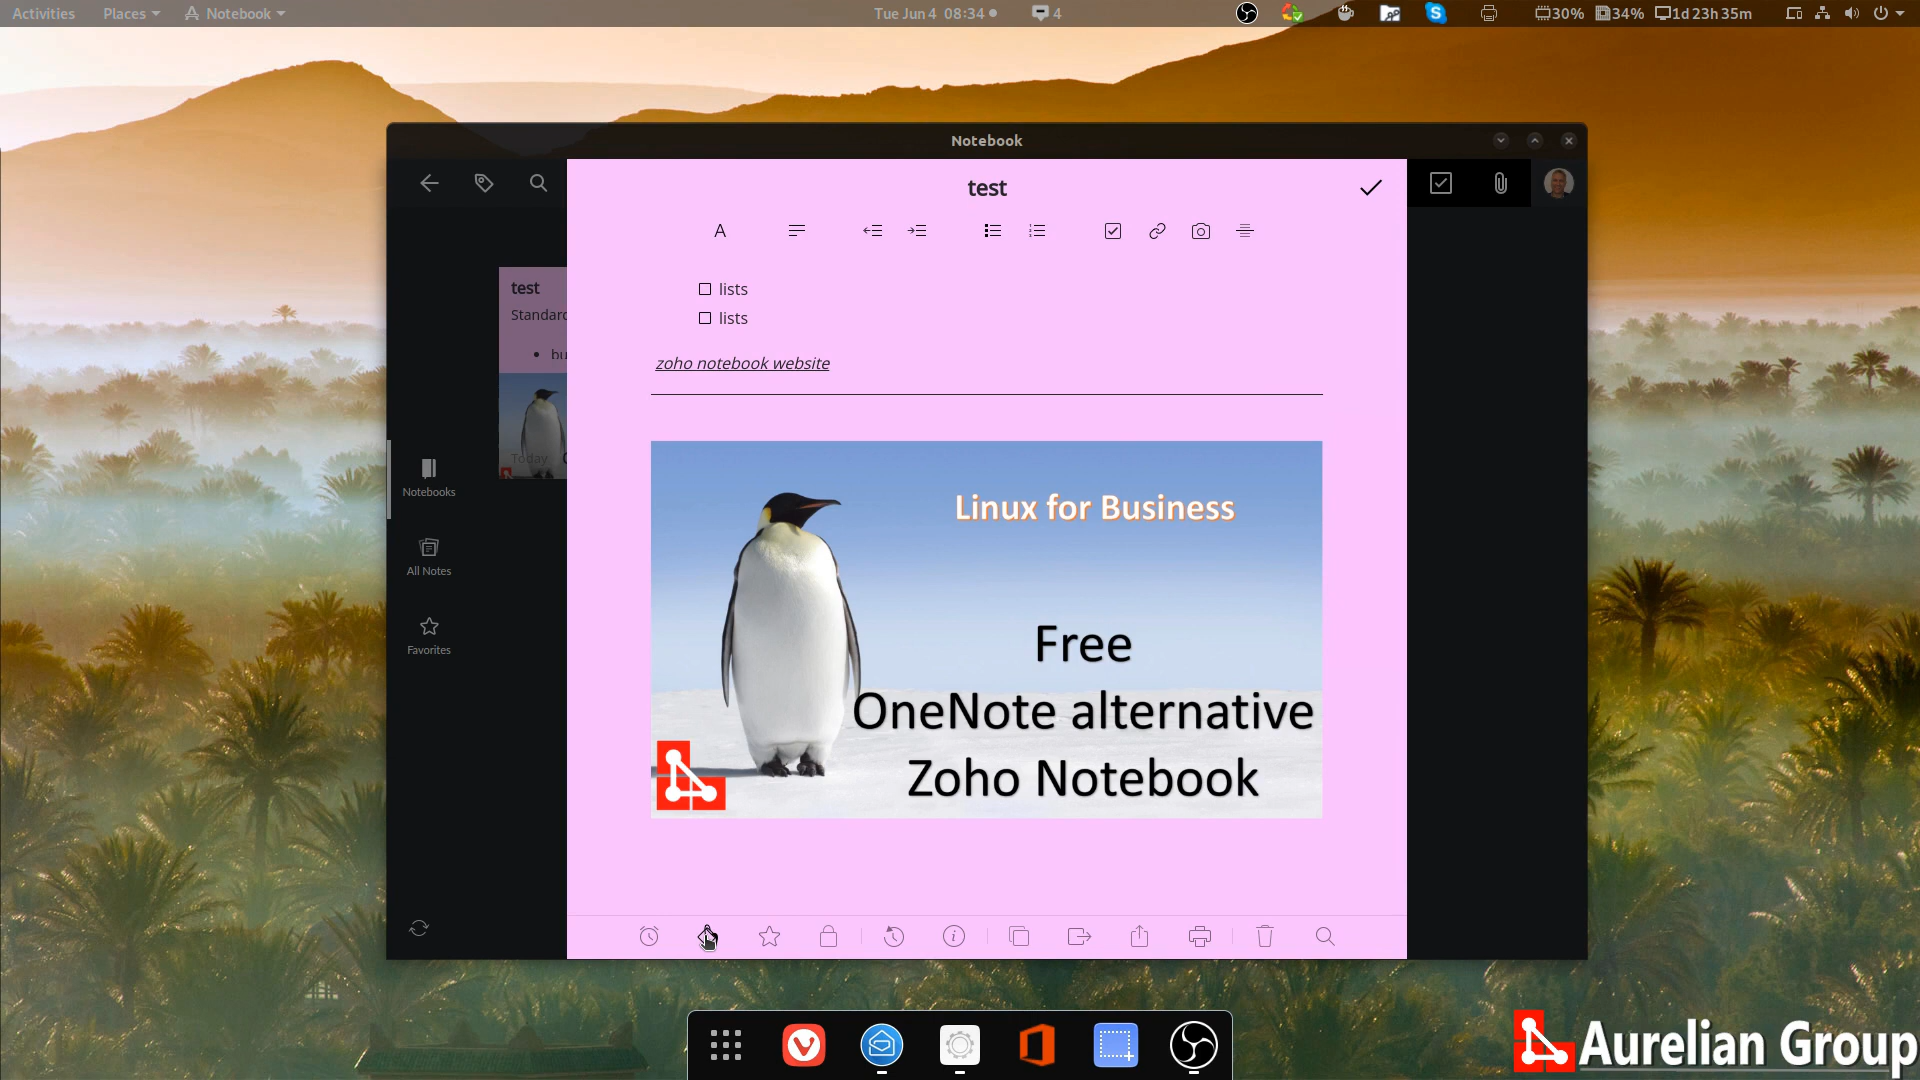 Activities Places Notebook Tue Jun 4 08:34 4 30% 34% 1d 23h 35m
Notebook
test
test
Standard
bu
Today
lists
lists
zoho notebook website
Linux for Business
Free
OneNote alternative
Zoho Notebook
Notebooks
All Notes
Favorites
Aurelian Group